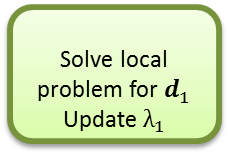 Solve local
problem for d₁
Update λ₁